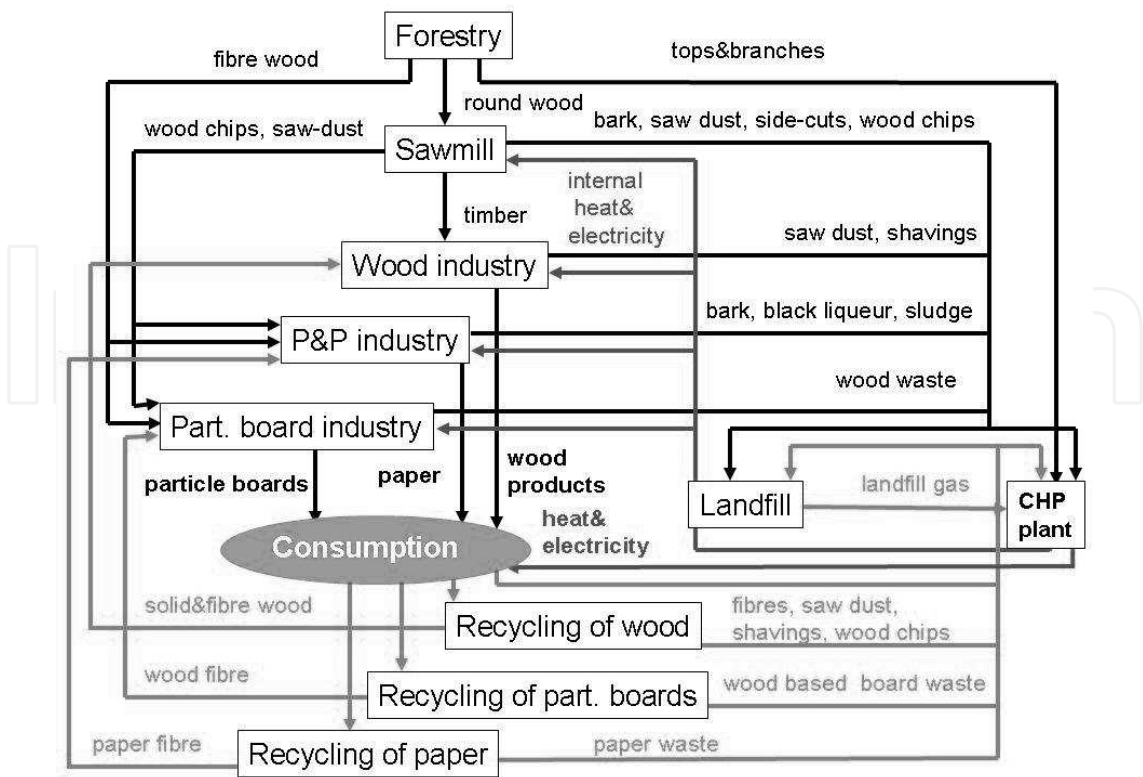 Forestry
fibre wood
tops&branches
round wood
wood chips, saw-dust
bark, saw dust, side-cuts, wood chips
Sawmill
internal
heat&
electricity
timber
saw dust, shavings
Wood industry
bark, black liqueur, sludge
P&P industry
wood waste
Part. board industry
particle boards
paper
wood
products
Landfill
landfill gas
CHP
plant
heat&
electricity
Consumption
solid&fibre wood
Recycling of wood
fibres, saw dust,
shavings, wood chips
wood fibre
Recycling of part. boards
wood based board waste
paper fibre
Recycling of paper
paper waste